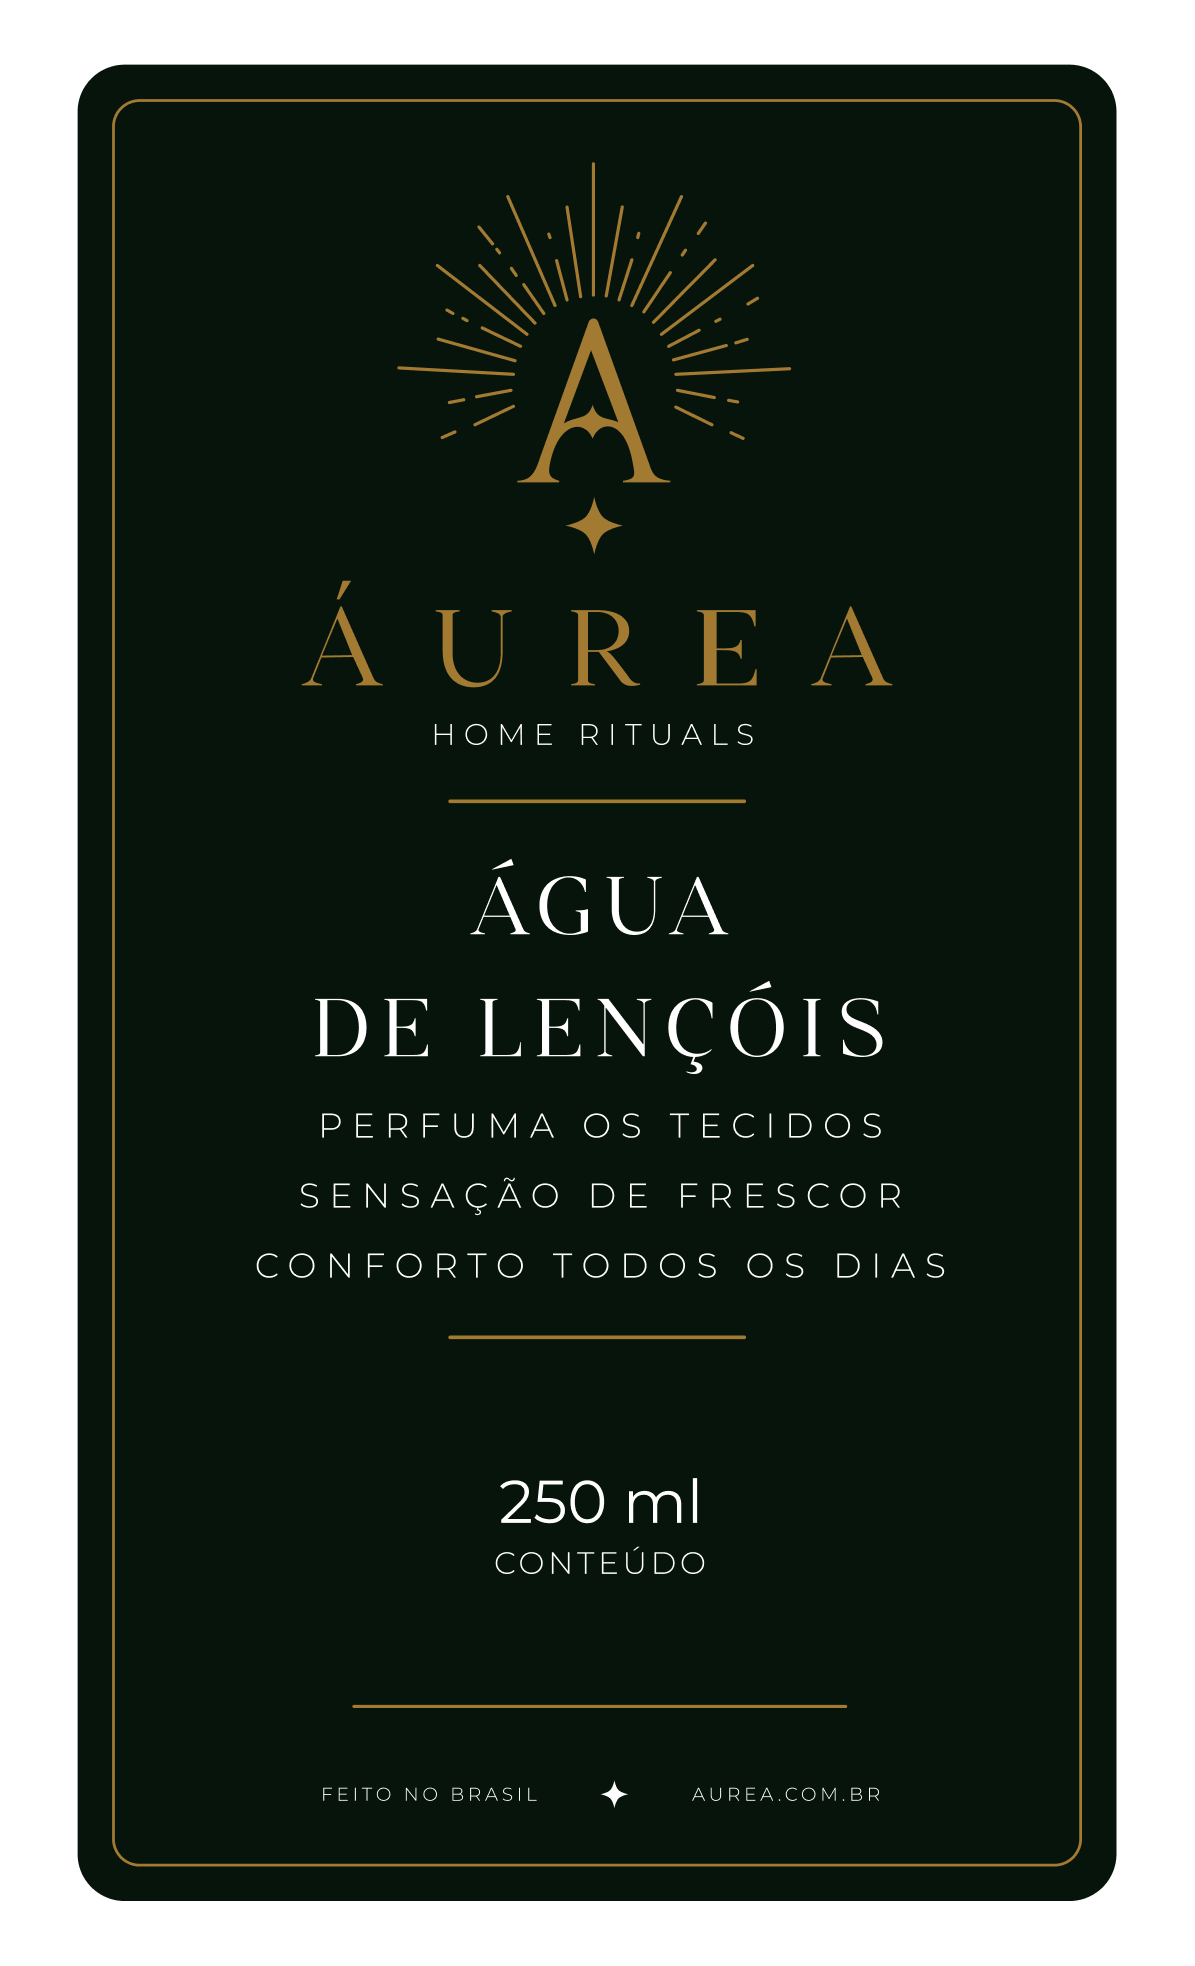 A
ÁUREA
HOME RITUALS
ÁGUA
DE LENÇÓIS
PERFUMA OS TECIDOS
SENSAÇÃO DE FRESCOR
CONFORTO TODOS OS DIAS
250 ml
CONTEÚDO
FEITO NO BRASIL AUREA.COM.BR